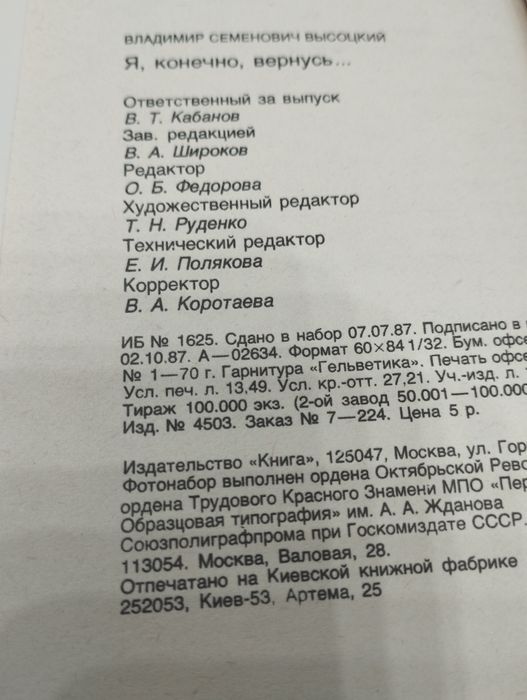 ВЛАДИМИР СЕМЕНОВИЧ ВЫСОЦКИЙ
Я, конечно, вернусь...
Ответственный за выпуск
В. Т. Кабанов
Зав. редакцией
В. А. Широков
Редактор
О. Б. Федорова
Художественный редактор
Т. Н. Руденко
Технический редактор
Е. И. Полякова
Корректор
В. А. Коротаева
ИБ № 1625. Сдано в набор 07.07.87. Подписано в
02.10.87. А—02634. Формат 60×84 1/32. Бум. офсе
№ 1—70 г. Гарнитура «Гельветика». Печать офсе
Усл. печ. л. 13,49. Усл. кр.-отт. 27,21. Уч.-изд. л.
Тираж 100.000 экз. (2-ой завод 50.001—100.000
Изд. № 4503. Заказ № 7—224. Цена 5 р.
Издательство «Книга», 125047, Москва, ул. Гор
Фотонабор выполнен ордена Октябрьской Рево
ордена Трудового Красного Знамени МПО «Пер
Образцовая типография» им. А. А. Жданова
Союзполиграфпрома при Госкомиздате СССР.
113054. Москва, Валовая, 28.
Отпечатано на Киевской книжной фабрике
252053, Киев-53, Артема, 25